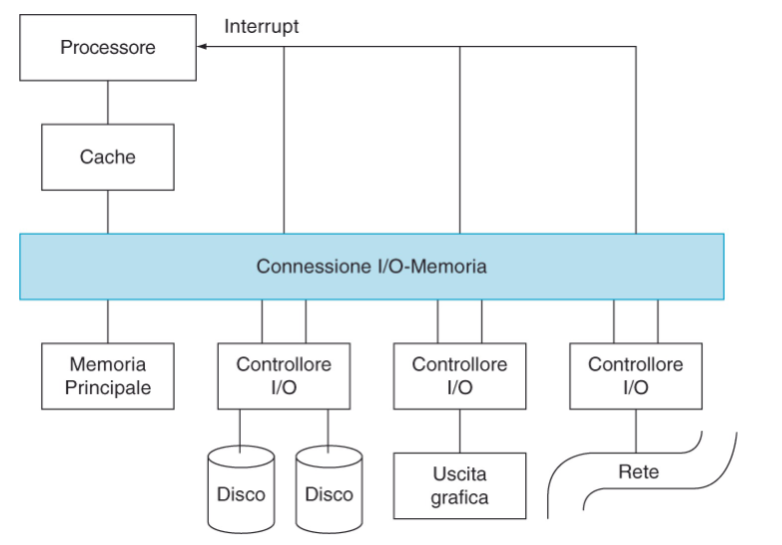 Interrupt
Processore
Cache
Connessione I/O-Memoria
Memoria
Principale
Controllore
I/O
Controllore
I/O
Controllore
I/O
Disco
Disco
Uscita
grafica
Rete